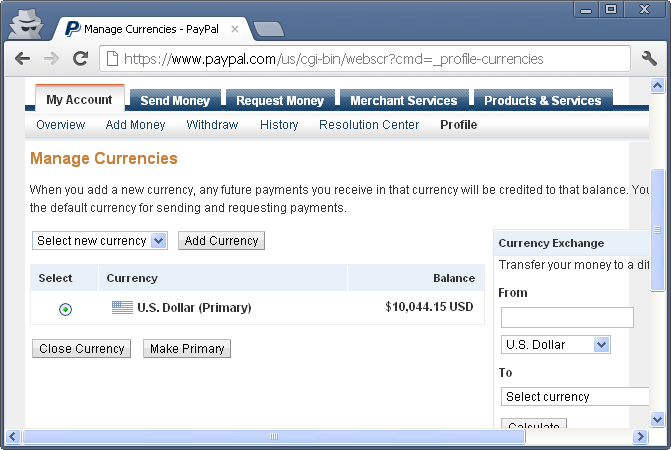 Manage Currencies - PayPal
https://www.paypal.com/us/cgi-bin/webscr?cmd=_profile-currencies
My Account Send Money Request Money Merchant Services Products & Services
Overview Add Money Withdraw History Resolution Center Profile
Manage Currencies
When you add a new currency, any future payments you receive in that currency will be credited to that balance. You
the default currency for sending and requesting payments.
Select new currency Add Currency
Currency Exchange
Transfer your money to a dif
Select Currency Balance
U.S. Dollar (Primary) $10,044.15 USD
Close Currency Make Primary
From
U.S. Dollar
To
Select currency
Calculate